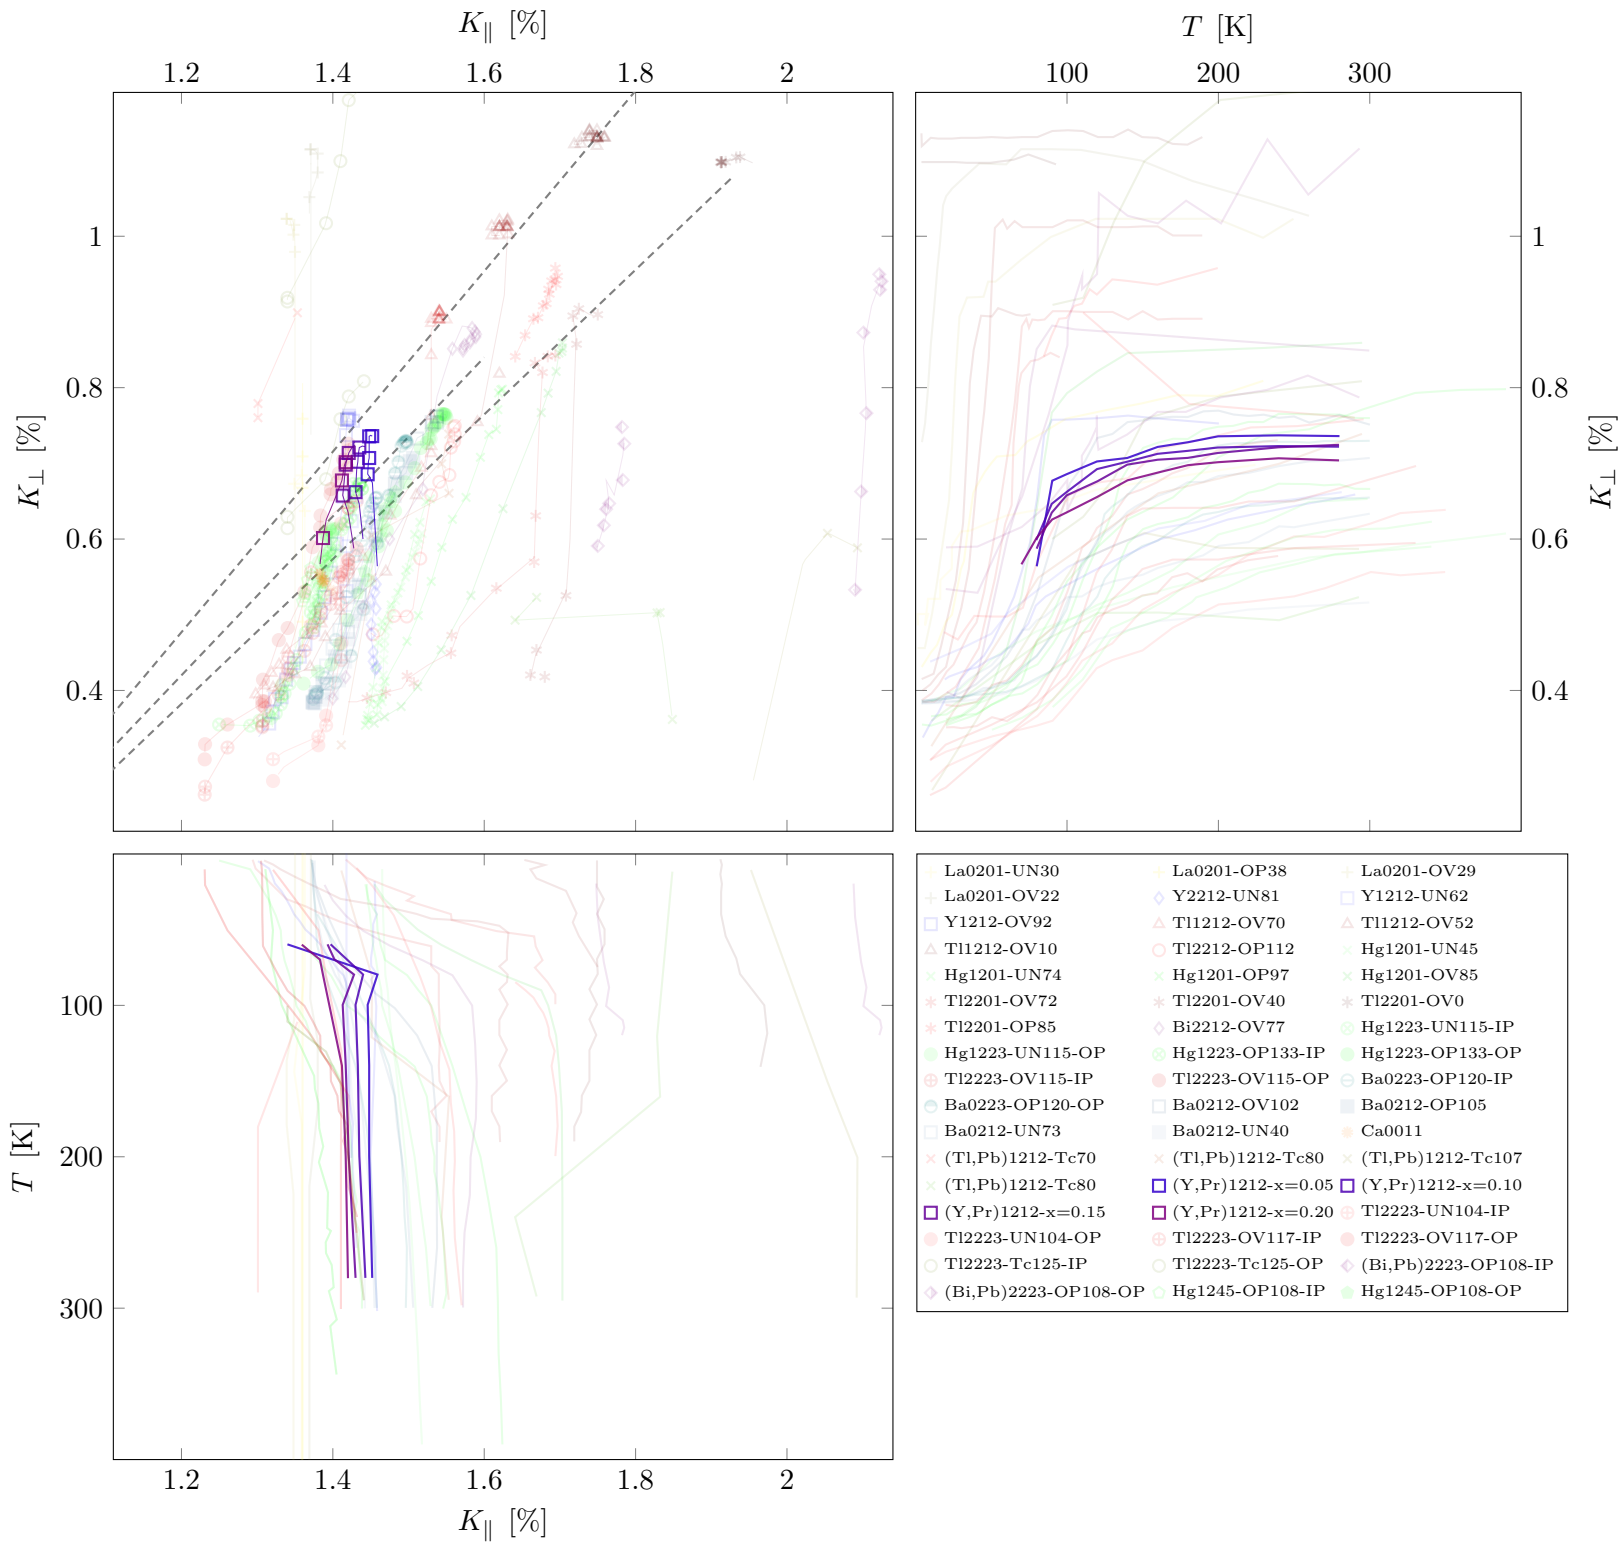 K∥ [%]
T [K]
1.2 1.4 1.6 1.8 2
100 200 300
1 1
0.8 0.8
K⊥ [%]
K⊥ [%]
0.6 0.6
0.4 0.4
La0201-UN30 La0201-OP38 La0201-OV29
La0201-OV22 Y2212-UN81 Y1212-UN62
Y1212-OV92 Tl1212-OV70 Tl1212-OV52
Tl1212-OV10 Tl2212-OP112 Hg1201-UN45
Hg1201-UN74 Hg1201-OP97 Hg1201-OV85
Tl2201-OV72 Tl2201-OV40 Tl2201-OV0
Tl2201-OP85 Bi2212-OV77 Hg1223-UN115-IP
Hg1223-UN115-OP Hg1223-OP133-IP Hg1223-OP133-OP
Tl2223-OV115-IP Tl2223-OV115-OP Ba0223-OP120-IP
Ba0223-OP120-OP Ba0212-OV102 Ba0212-OP105
Ba0212-UN73 Ba0212-UN40 Ca0011
(Tl,Pb)1212-Tc70 (Tl,Pb)1212-Tc80 (Tl,Pb)1212-Tc107
(Tl,Pb)1212-Tc80 (Y,Pr)1212-x=0.05 (Y,Pr)1212-x=0.10
(Y,Pr)1212-x=0.15 (Y,Pr)1212-x=0.20 Tl2223-UN104-IP
Tl2223-UN104-OP Tl2223-OV117-IP Tl2223-OV117-OP
Tl2223-Tc125-IP Tl2223-Tc125-OP (Bi,Pb)2223-OP108-IP
(Bi,Pb)2223-OP108-OP Hg1245-OP108-IP Hg1245-OP108-OP
100
T [K]
200
300
1.2 1.4 1.6 1.8 2
K∥ [%]